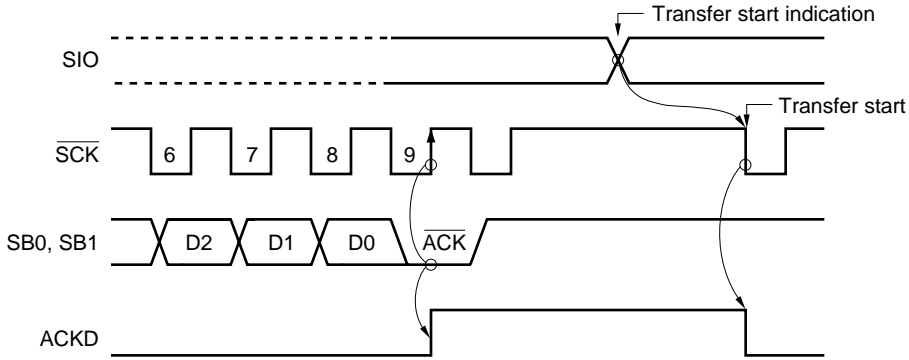 Transfer start indication
SIO
Transfer start
SCK
6 7 8 9
SB0, SB1
D2 D1 D0 ACK
ACKD